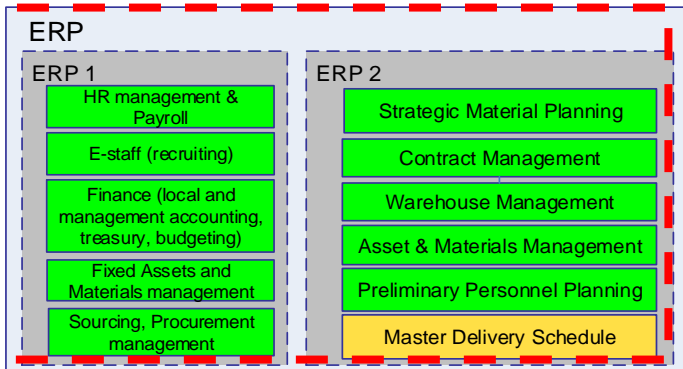 ERP
ERP 1
HR management &
Payroll
E-staff (recruiting)
Finance (local and
management accounting,
treasury, budgeting)
Fixed Assets and
Materials management
Sourcing, Procurement
management
ERP 2
Strategic Material Planning
Contract Management
Warehouse Management
Asset & Materials Management
Preliminary Personnel Planning
Master Delivery Schedule